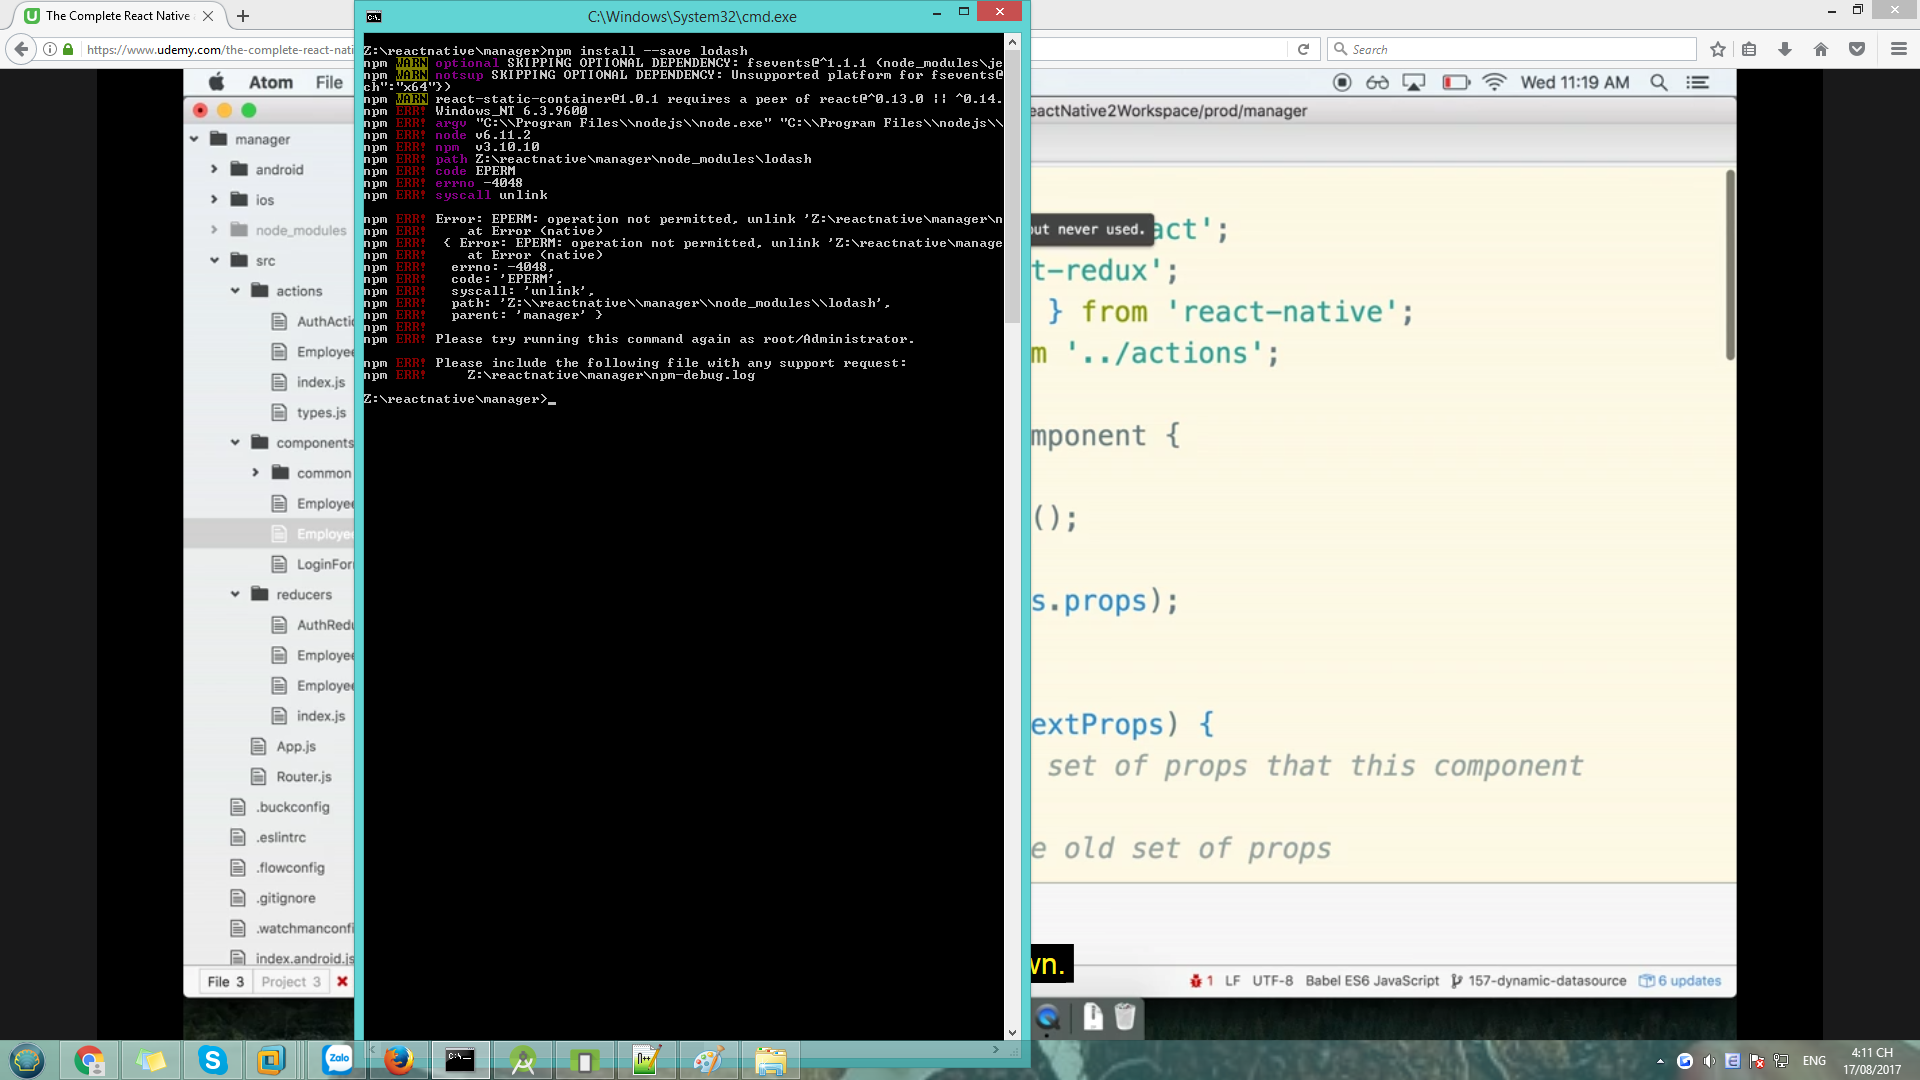 The Complete React Native
C:\Windows\System32\cmd.exe
https://www.udemy.com/the-complete-react-nati
Search
Z:\reactnative\manager>npm install --save lodash
npm WARN optional SKIPPING OPTIONAL DEPENDENCY: fsevents@^1.1.1 (node_modules\je
npm WARN notsup SKIPPING OPTIONAL DEPENDENCY: Unsupported platform for fsevents@
ch":"x64"})
npm WARN react-static-container@1.0.1 requires a peer of react@^0.13.0 || ^0.14.
npm ERR! Windows_NT 6.3.9600
npm ERR! argv "C:\\Program Files\\nodejs\\node.exe" "C:\\Program Files\\nodejs\\
npm ERR! node v6.11.2
npm ERR! npm  v3.10.10
npm ERR! path Z:\reactnative\manager\node_modules\lodash
npm ERR! code EPERM
npm ERR! errno -4048
npm ERR! syscall unlink
npm ERR! Error: EPERM: operation not permitted, unlink 'Z:\reactnative\manager\n
npm ERR!     at Error (native)
npm ERR!  { Error: EPERM: operation not permitted, unlink 'Z:\reactnative\manage
npm ERR!     at Error (native)
npm ERR!   errno: -4048,
npm ERR!   code: 'EPERM',
npm ERR!   syscall: 'unlink',
npm ERR!   path: 'Z:\\reactnative\\manager\\node_modules\\lodash',
npm ERR!   parent: 'manager' }
npm ERR!
npm ERR! Please try running this command again as root/Administrator.
npm ERR! Please include the following file with any support request:
npm ERR!     Z:\reactnative\manager\npm-debug.log
Z:\reactnative\manager>_
Atom File
Wed 11:19 AM
eactNative2Workspace/prod/manager
manager
android
ios
node_modules
src
actions
AuthActio
Employee
index.js
types.js
components
common
Employee
Employee
LoginForm
reducers
AuthRedu
Employee
Employee
index.js
App.js
Router.js
.buckconfig
.eslintrc
.flowconfig
.gitignore
.watchmanconfi
index.android.js
File 3 Project 3
out never used.
act';
t-redux';
} from 'react-native';
m '../actions';
mponent {
();
s.props);
extProps) {
set of props that this component
e old set of props
wn.
1 LF UTF-8 Babel ES6 JavaScript 157-dynamic-datasource 6 updates
Zalo
ENG
4:11 CH
17/08/2017